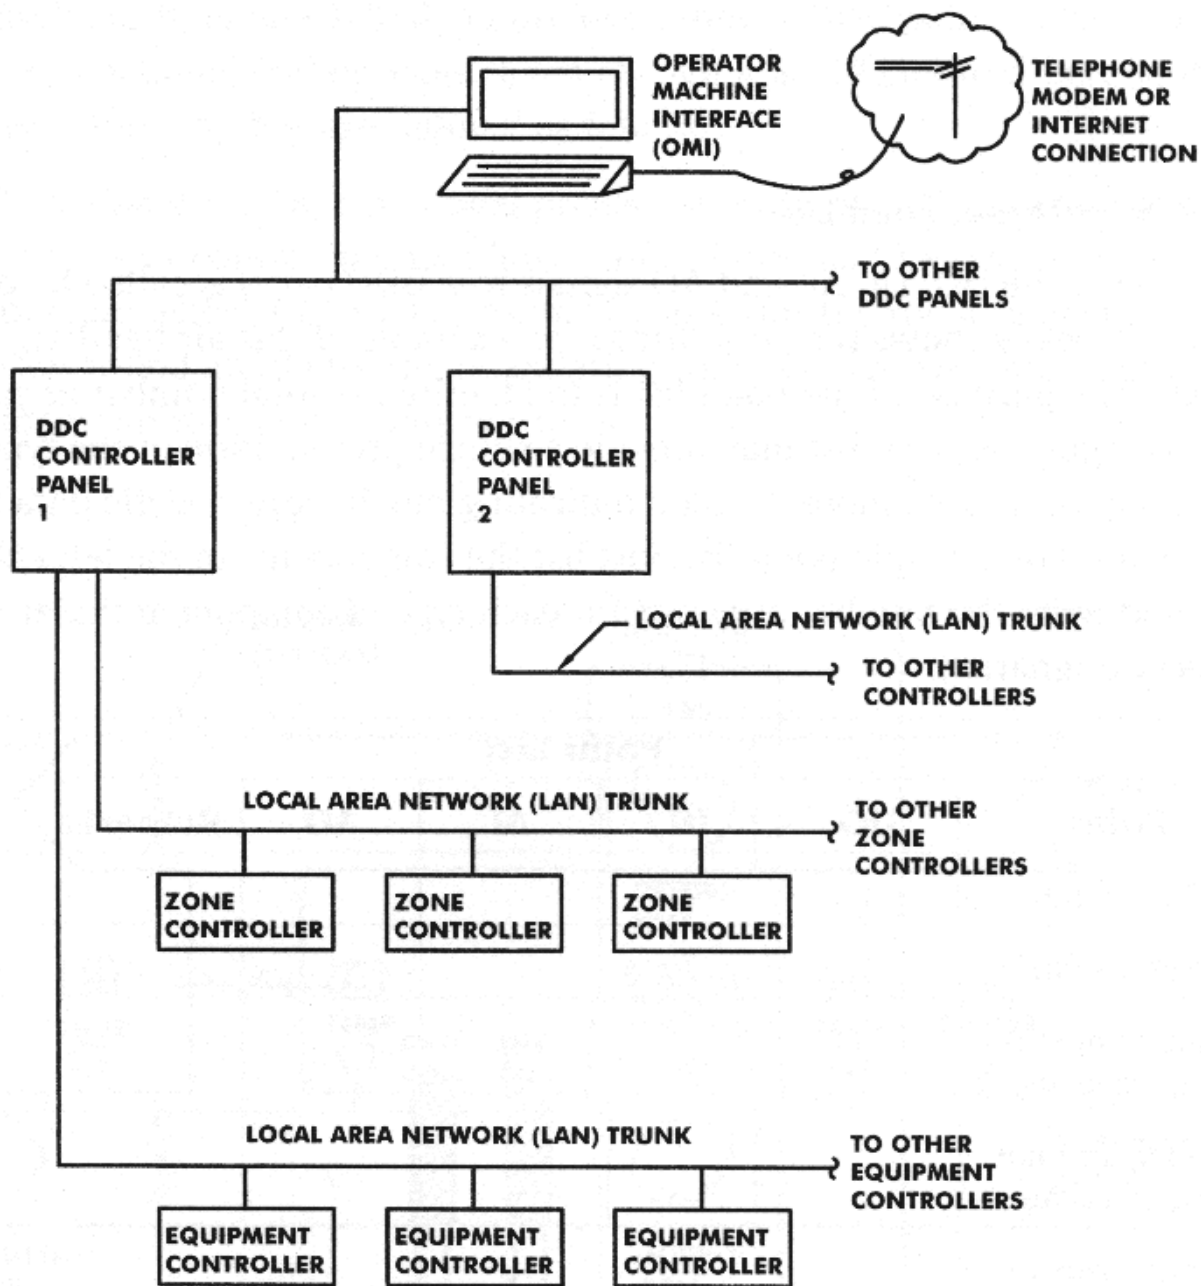 OPERATOR
MACHINE
INTERFACE
(OMI)
TELEPHONE
MODEM OR
INTERNET
CONNECTION
TO OTHER
DDC PANELS
DDC
CONTROLLER
PANEL
1
DDC
CONTROLLER
PANEL
2
LOCAL AREA NETWORK (LAN) TRUNK
TO OTHER
CONTROLLERS
LOCAL AREA NETWORK (LAN) TRUNK
TO OTHER
ZONE
CONTROLLERS
ZONE
CONTROLLER
ZONE
CONTROLLER
ZONE
CONTROLLER
LOCAL AREA NETWORK (LAN) TRUNK
TO OTHER
EQUIPMENT
CONTROLLERS
EQUIPMENT
CONTROLLER
EQUIPMENT
CONTROLLER
EQUIPMENT
CONTROLLER